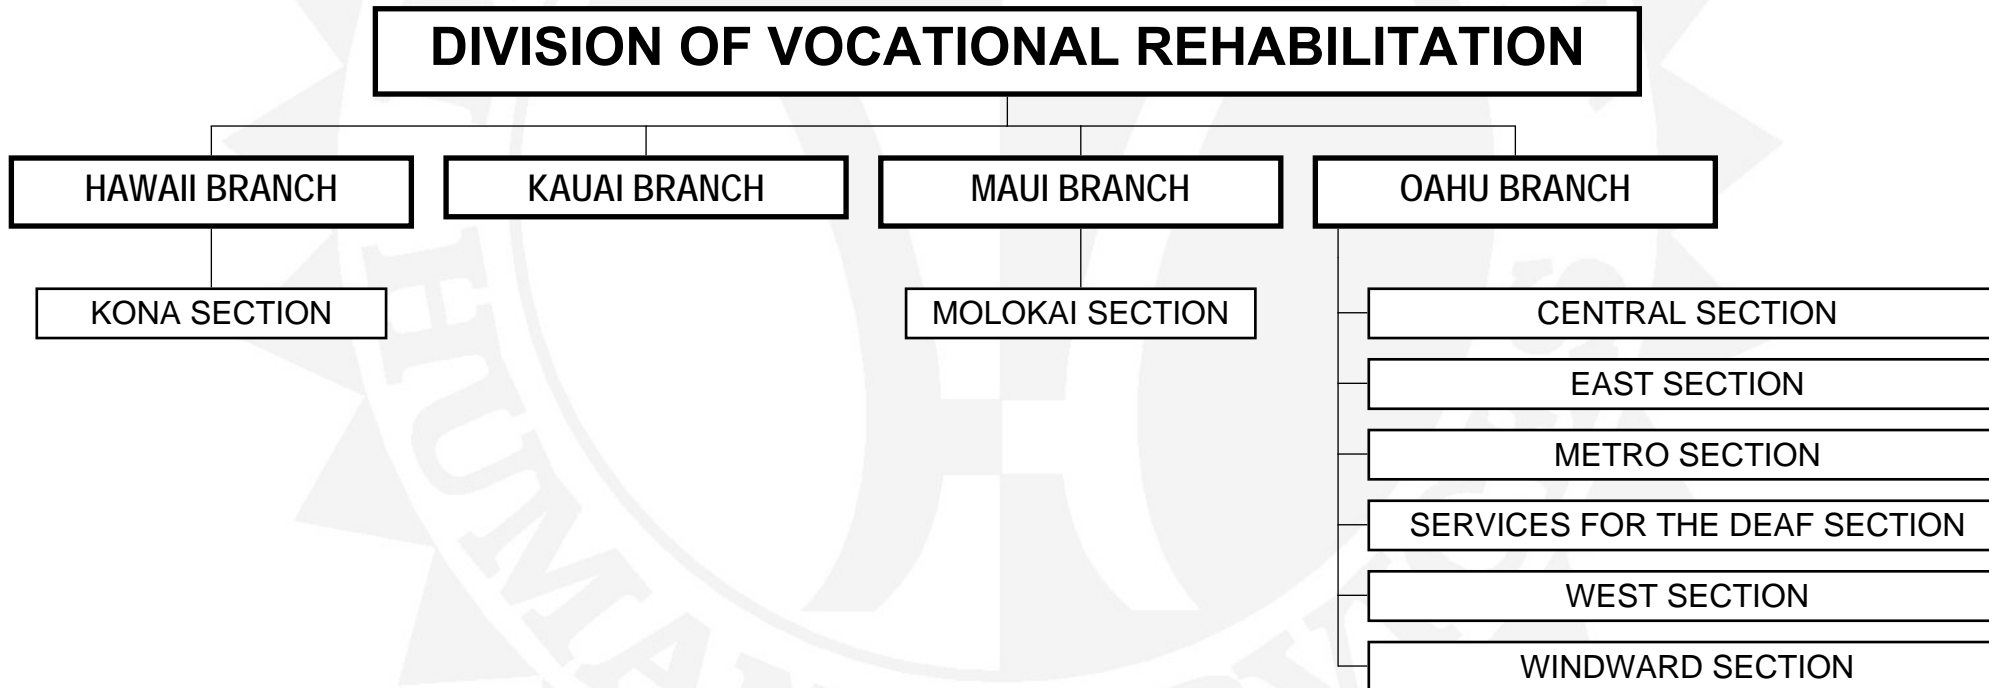 DIVISION OF VOCATIONAL REHABILITATION
HAWAII BRANCH
KAUAI BRANCH
MAUI BRANCH
OAHU BRANCH
KONA SECTION
MOLOKAI SECTION
CENTRAL SECTION
EAST SECTION
METRO SECTION
SERVICES FOR THE DEAF SECTION
WEST SECTION
WINDWARD SECTION
HUMAN